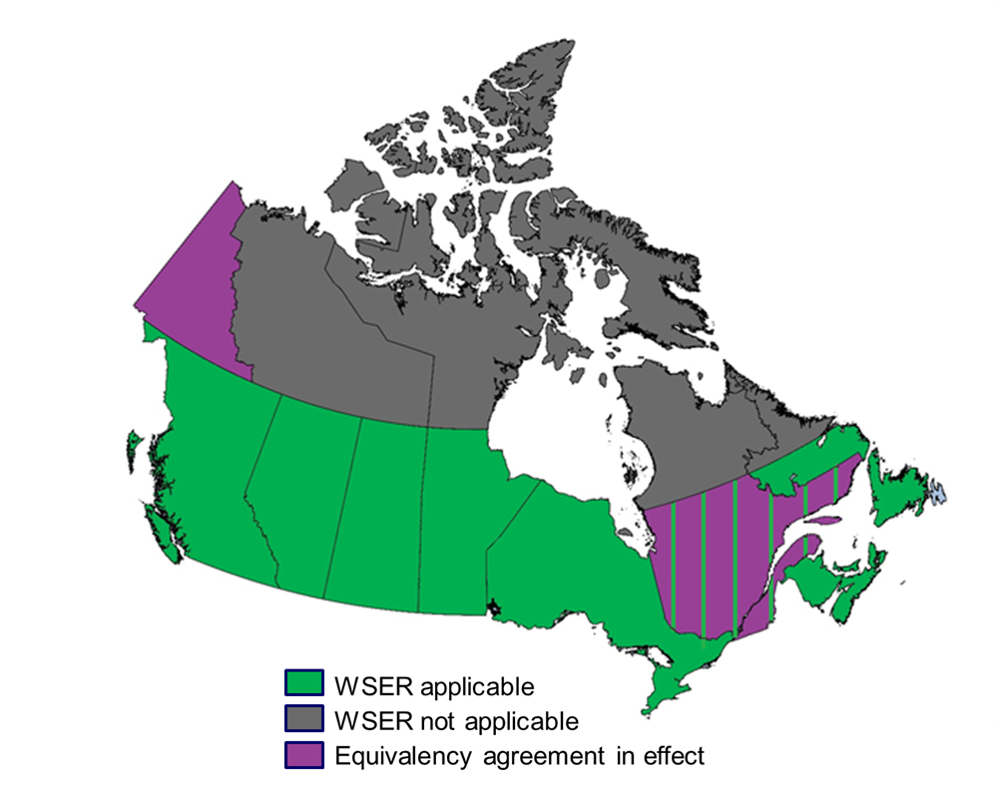 WSER applicable
WSER not applicable
Equivalency agreement in effect